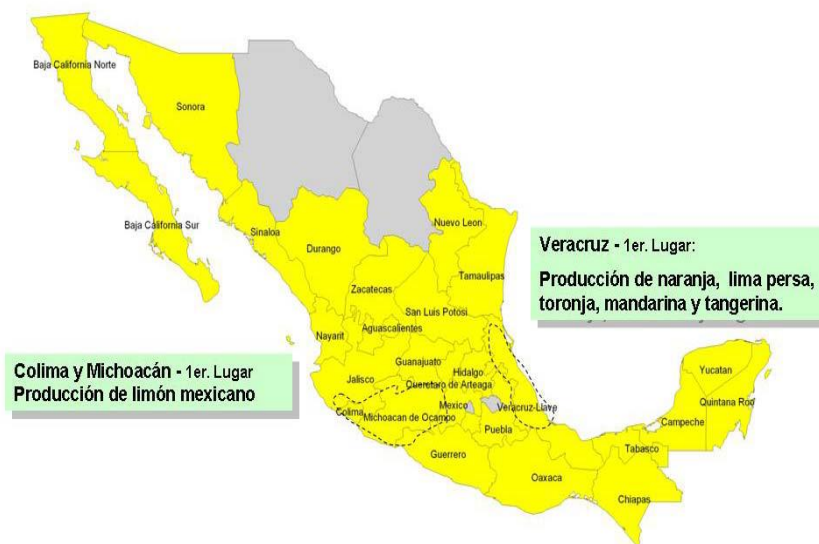 Baja California Norte
Sonora
Baja California Sur
Sinaloa
Durango
Nuevo Leon
Tamaulipas
Zacatecas
San Luis Potosi
Nayarit
Aguascalientes
Guanajuato
Hidalgo
Jalisco
Queretaro de Arteaga
Colima
Michoacan de Ocampo
Mexico
Veracruz-Llave
Puebla
Guerrero
Oaxaca
Tabasco
Chiapas
Campeche
Yucatan
Quintana Roo
Veracruz - 1er. Lugar:
Producción de naranja, lima persa,
toronja, mandarina y tangerina.
Colima y Michoacán - 1er. Lugar
Producción de limón mexicano